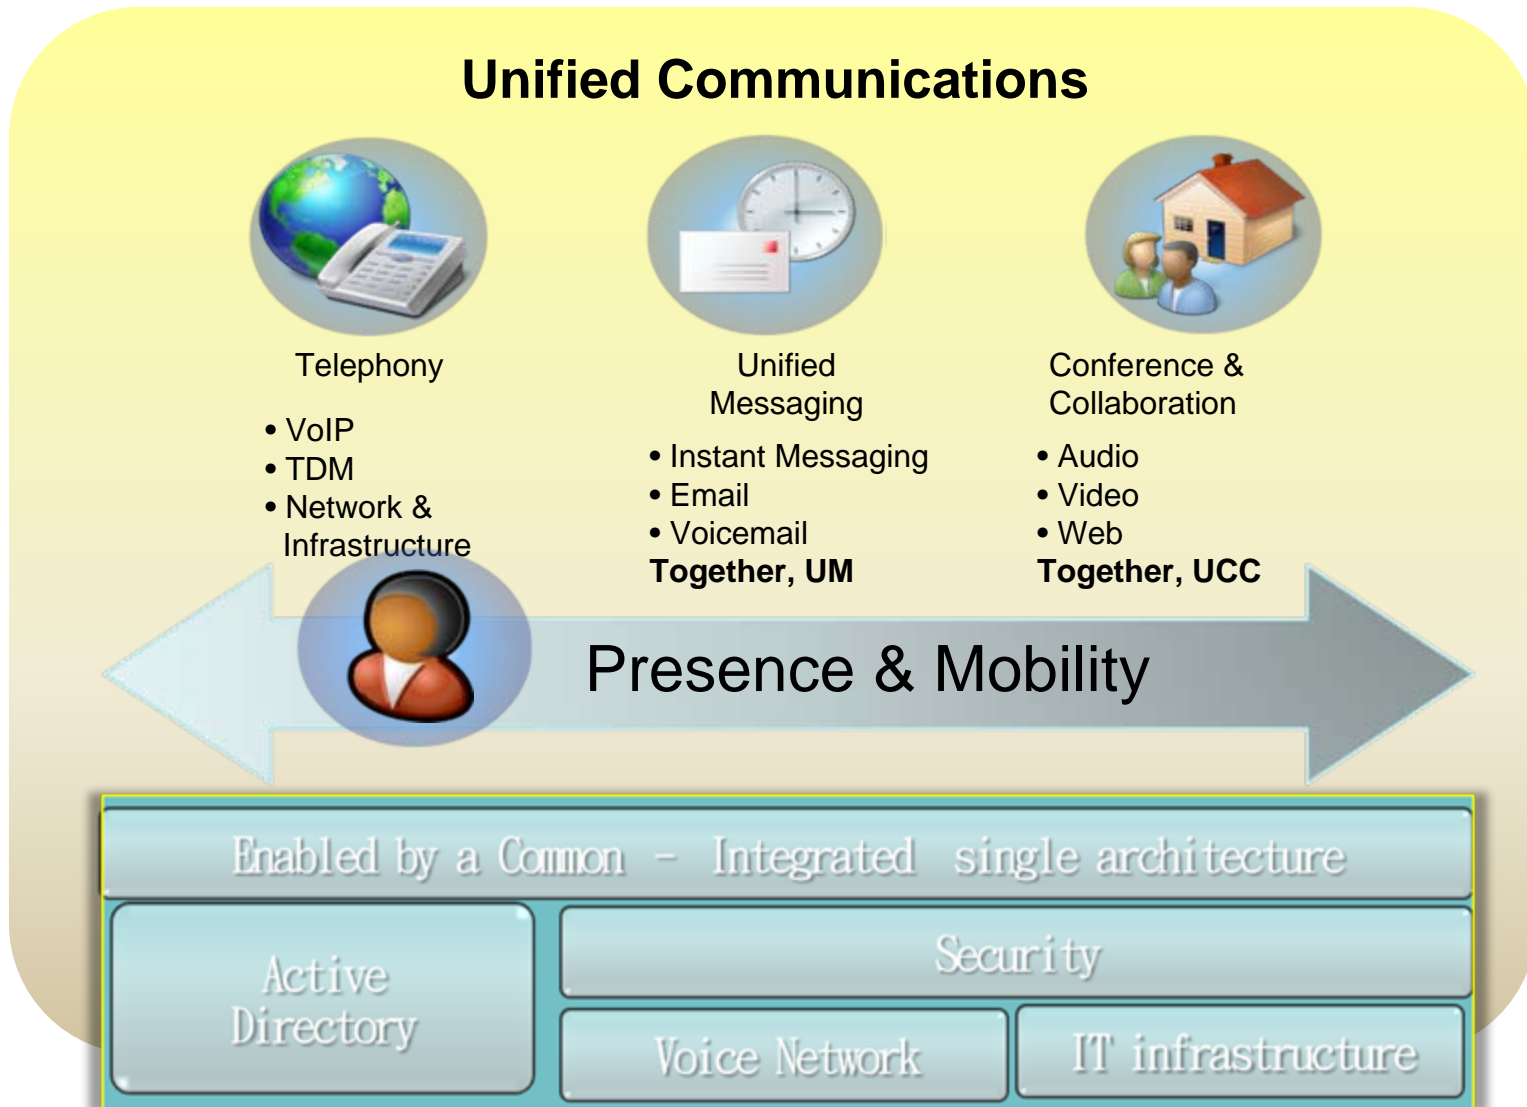 Unified Communications
Telephony
• VoIP
• TDM
• Network &
Infrastructure
Unified
Messaging
• Instant Messaging
• Email
• Voicemail
Together, UM
Conference &
Collaboration
• Audio
• Video
• Web
Together, UCC
Presence & Mobility
Enabled by a Common - Integrated single architecture
Active
Directory
Security
Voice Network
IT infrastructure